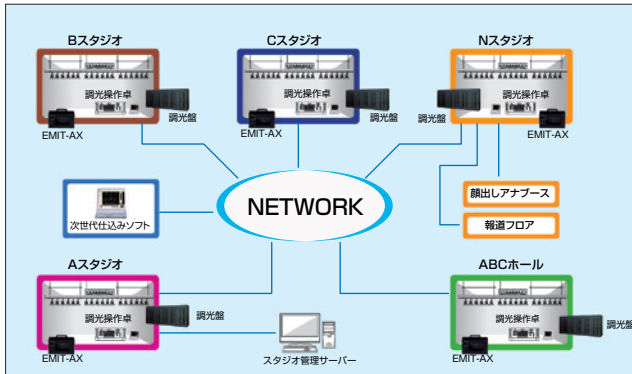 Bスタジオ
調光操作卓
調光盤
EMIT-AX
Cスタジオ
調光操作卓
調光盤
EMIT-AX
Nスタジオ
調光操作卓
調光盤
EMIT-AX
NETWORK
次世代仕込みソフト
顔出しアナブース
報道フロア
Aスタジオ
調光操作卓
調光盤
EMIT-AX
スタジオ管理サーバー
ABCホール
調光操作卓
調光盤
EMIT-AX